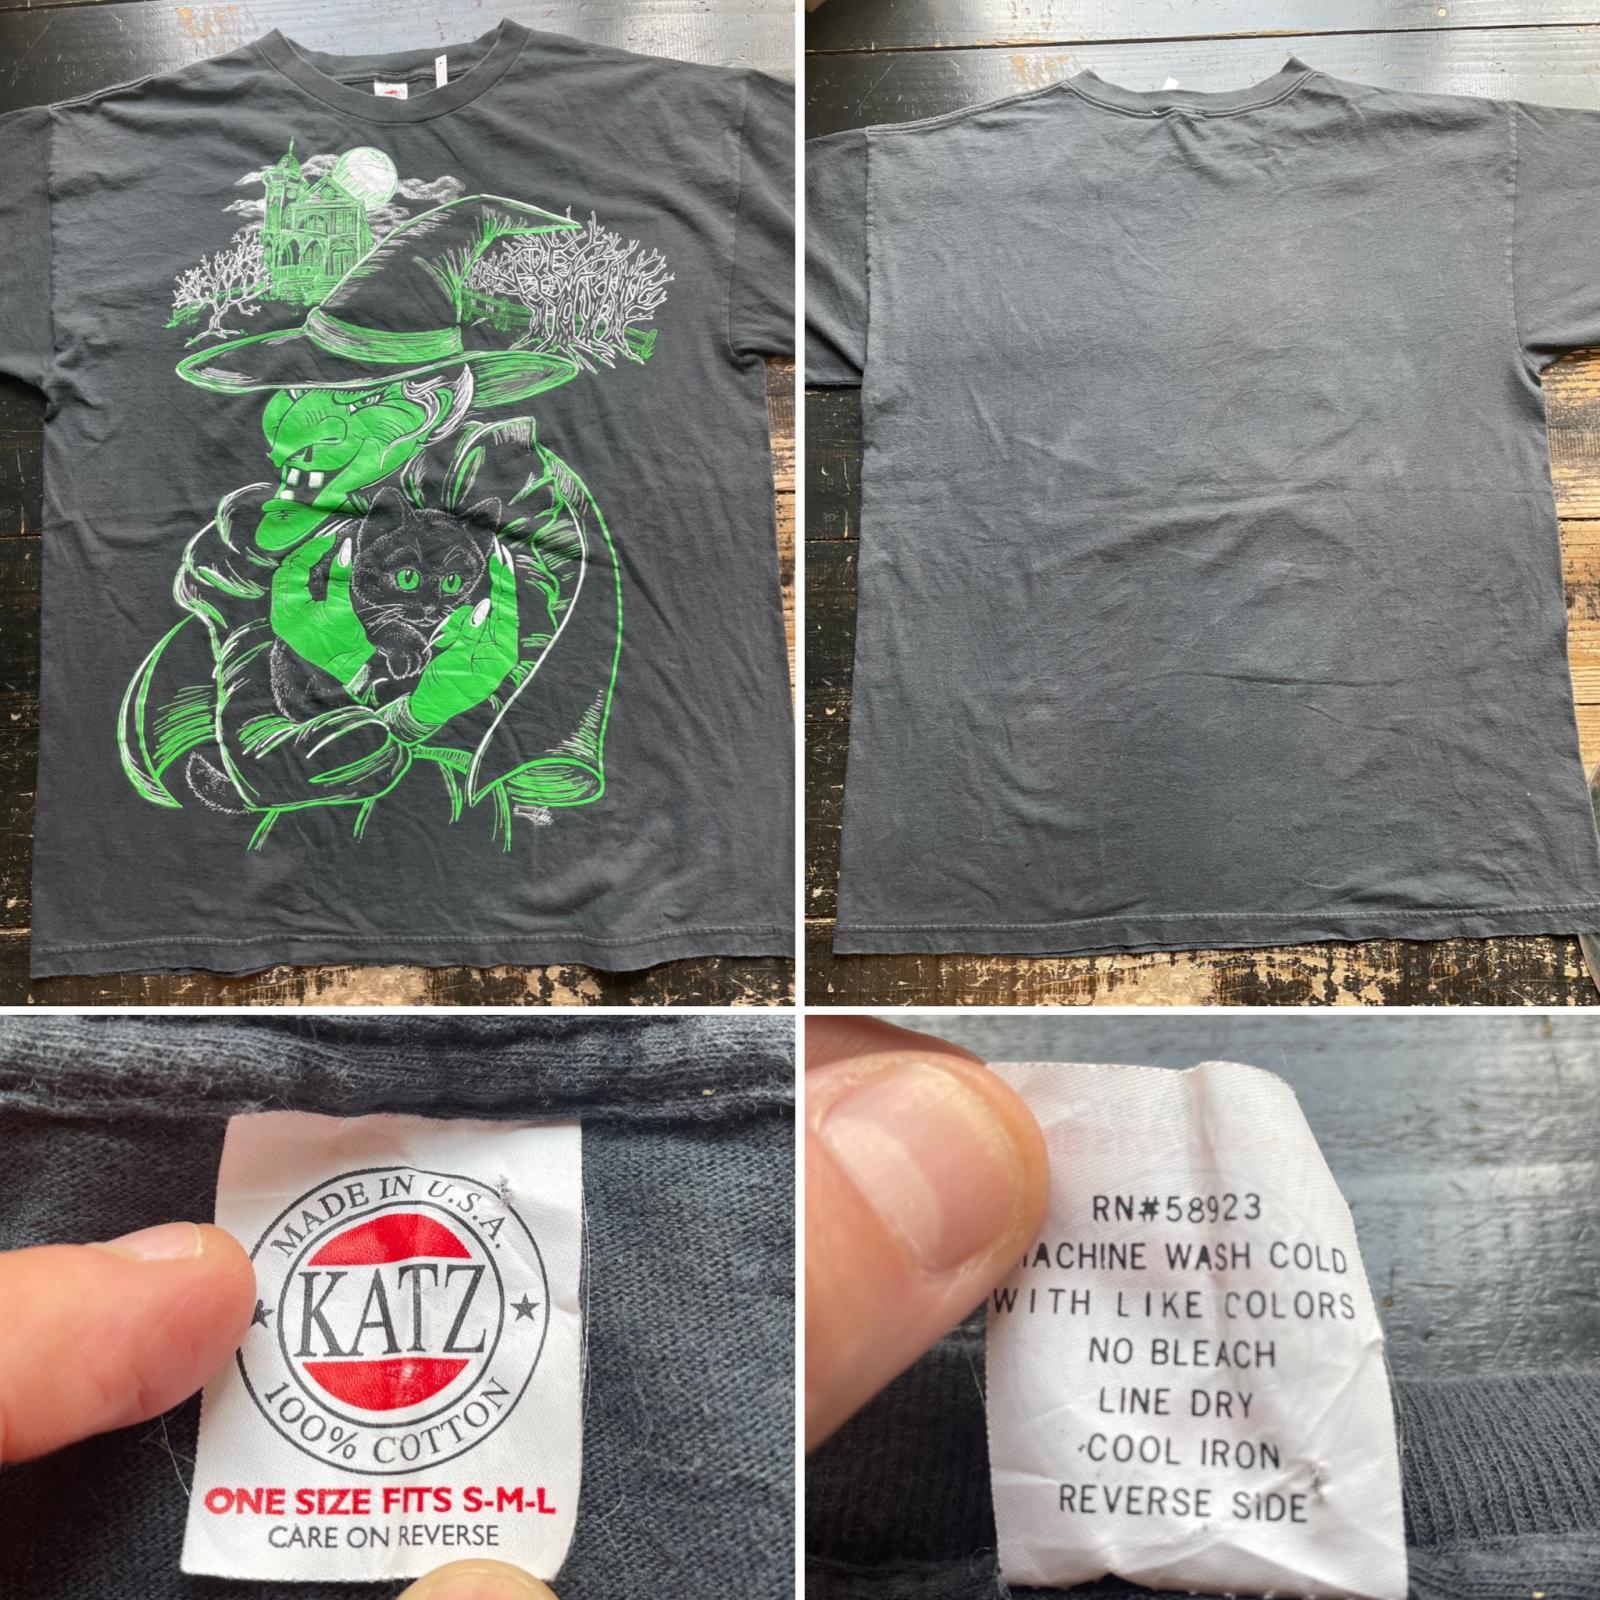 MADE IN U.S.A.
KATZ
100% COTTON
ONE SIZE FITS S-M-L
CARE ON REVERSE
RN#58923
MACHINE WASH COLD
WITH LIKE COLORS
NO BLEACH
LINE DRY
COOL IRON
REVERSE SIDE